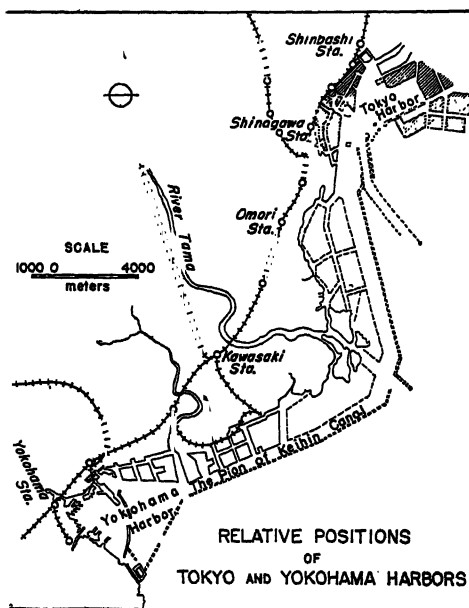 Shinbashi
Sta.
Tokyo
Harbor
Shinagawa
Sta.
River Tama
Omori
Sta.
SCALE
1000 0 4000
meters
Kawasaki
Sta.
The Plan of Keihin Canal
Yokohama
Sta.
Yokohama
Harbor
RELATIVE POSITIONS
OF
TOKYO AND YOKOHAMA HARBORS